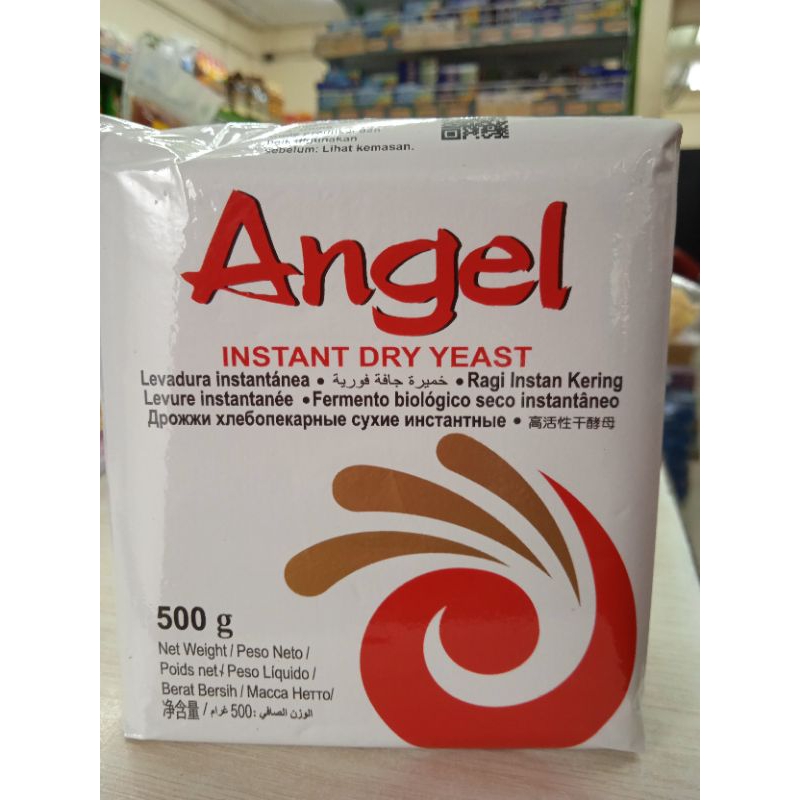 sebelum: Lihat kemasan.
Angel
INSTANT DRY YEAST
Levadura instantánea • خميرة جافة فورية • Ragi Instan Kering
Levure instantanée • Fermento biológico seco instantâneo
Дрожжи хлебопекарные сухие инстантные • 高活性干酵母
500 g
Net Weight / Peso Neto /
Poids net / Peso Líquido /
Berat Bersih / Масса Нетто/
净含量 / الوزن الصافي : 500 غرام